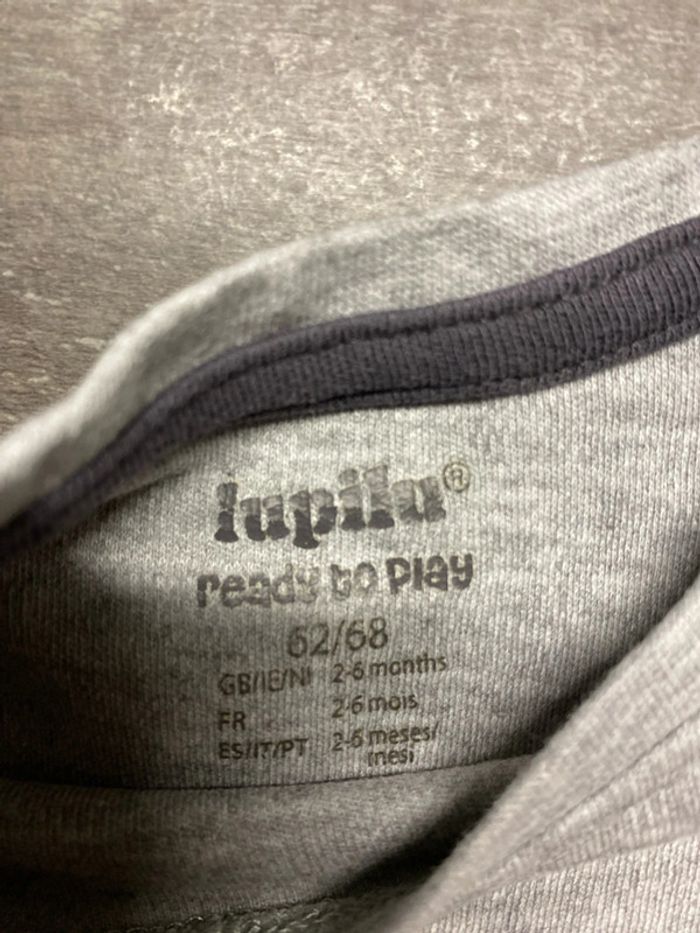 lupilu®
ready to play
62/68
GB/IE/NI 2-6 months
FR 2-6 mois
ES/IT/PT 2-6 meses/
mesi